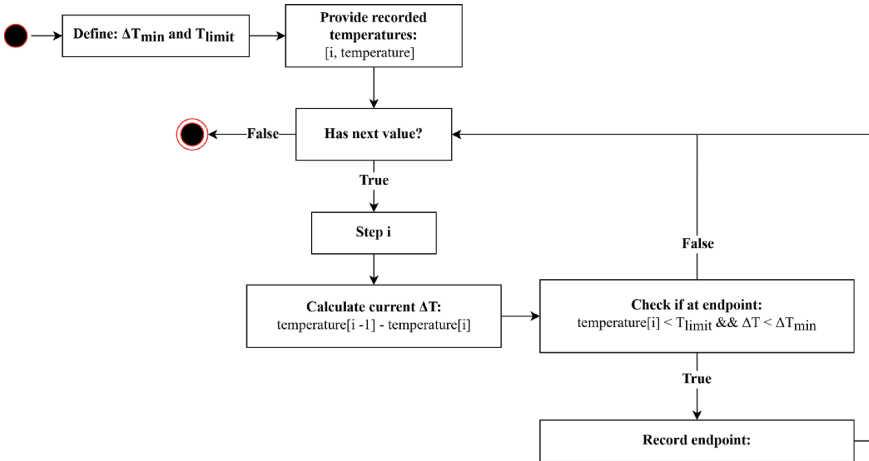 Define: ΔTmin and Tlimit
Provide recorded
temperatures:
[i, temperature]
False
Has next value?
True
Step i
False
Calculate current ΔT:
temperature[i -1] - temperature[i]
Check if at endpoint:
temperature[i] < Tlimit && ΔT < ΔTmin
True
Record endpoint: